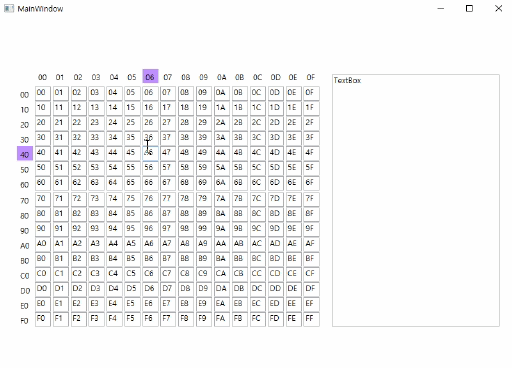 MainWindow
00 01 02 03 04 05 06 07 08 09 0A 0B 0C 0D 0E 0F
TextBox
00 00 01 02 03 04 05 06 07 08 09 0A 0B 0C 0D 0E 0F
10 10 11 12 13 14 15 16 17 18 19 1A 1B 1C 1D 1E 1F
20 20 21 22 23 24 25 26 27 28 29 2A 2B 2C 2D 2E 2F
30 30 31 32 33 34 35 36 37 38 39 3A 3B 3C 3D 3E 3F
40 40 41 42 43 44 45 46 47 48 49 4A 4B 4C 4D 4E 4F
50 50 51 52 53 54 55 56 57 58 59 5A 5B 5C 5D 5E 5F
60 60 61 62 63 64 65 66 67 68 69 6A 6B 6C 6D 6E 6F
70 70 71 72 73 74 75 76 77 78 79 7A 7B 7C 7D 7E 7F
80 80 81 82 83 84 85 86 87 88 89 8A 8B 8C 8D 8E 8F
90 90 91 92 93 94 95 96 97 98 99 9A 9B 9C 9D 9E 9F
A0 A0 A1 A2 A3 A4 A5 A6 A7 A8 A9 AA AB AC AD AE AF
B0 B0 B1 B2 B3 B4 B5 B6 B7 B8 B9 BA BB BC BD BE BF
C0 C0 C1 C2 C3 C4 C5 C6 C7 C8 C9 CA CB CC CD CE CF
D0 D0 D1 D2 D3 D4 D5 D6 D7 D8 D9 DA DB DC DD DE DF
E0 E0 E1 E2 E3 E4 E5 E6 E7 E8 E9 EA EB EC ED EE EF
F0 F0 F1 F2 F3 F4 F5 F6 F7 F8 F9 FA FB FC FD FE FF